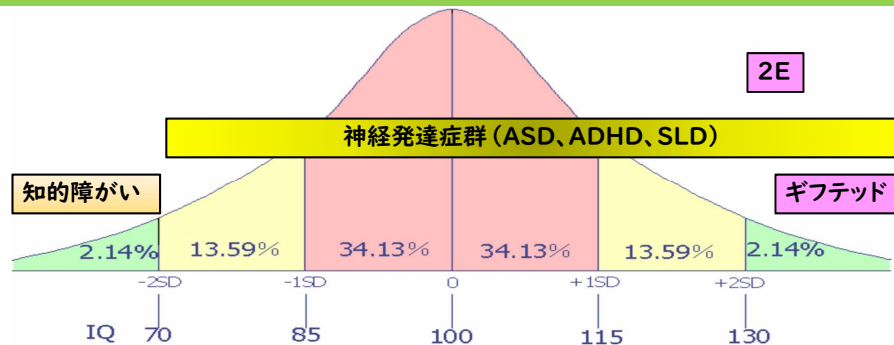 2E
神経発達症群(ASD、ADHD、SLD)
知的障がい
ギフテッド
2.14% 13.59% 34.13% 34.13% 13.59% 2.14%
-2SD -1SD 0 +1SD +2SD
IQ 70 85 100 115 130